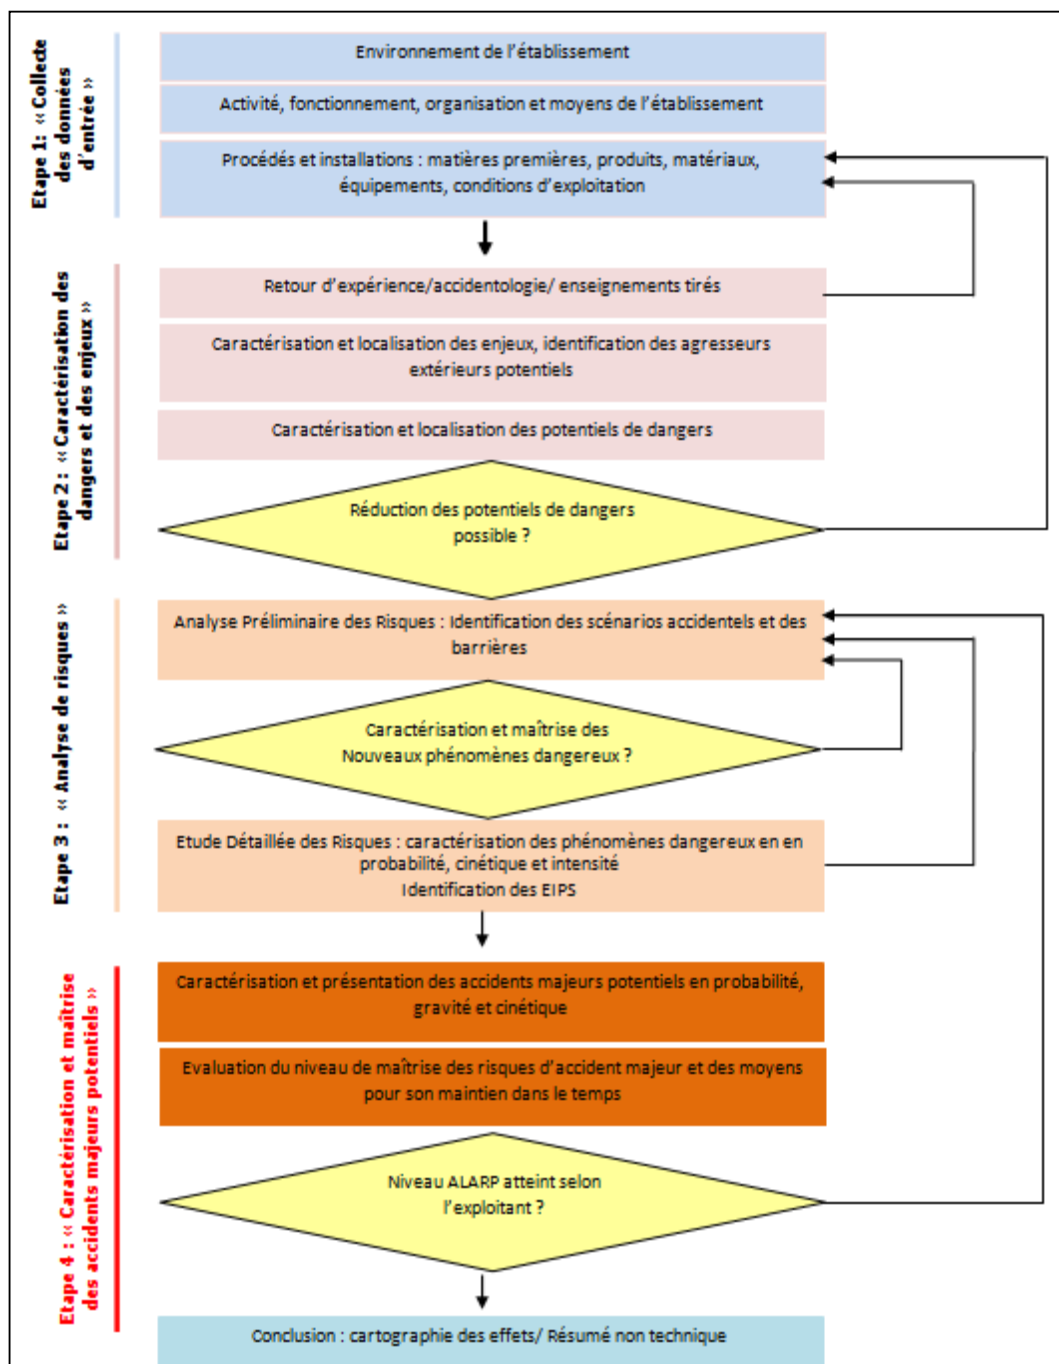 Etape 1: « Collecte
des données
d'entrée »
Environnement de l'établissement
Activité, fonctionnement, organisation et moyens de l'établissement
Procédés et installations : matières premières, produits, matériaux,
équipements, conditions d'exploitation
Etape 2 : «Caractérisation des
dangers et des enjeux »
Retour d'expérience/accidentologie/ enseignements tirés
Caractérisation et localisation des enjeux, identification des agresseurs
extérieurs potentiels
Caractérisation et localisation des potentiels de dangers
Réduction des potentiels de dangers
possible ?
Etape 3 : « Analyse de risques »
Analyse Préliminaire des Risques : Identification des scénarios accidentels et des
barrières
Caractérisation et maîtrise des
Nouveaux phénomènes dangereux ?
Etude Détaillée des Risques : caractérisation des phénomènes dangereux en en
probabilité, cinétique et intensité
Identification des EIPS
Etape 4 : « Caractérisation et maîtrise
des accidents majeurs potentiels »
Caractérisation et présentation des accidents majeurs potentiels en probabilité,
gravité et cinétique
Evaluation du niveau de maîtrise des risques d'accident majeur et des moyens
pour son maintien dans le temps
Niveau ALARP atteint selon
l'exploitant ?
Conclusion : cartographie des effets/ Résumé non technique